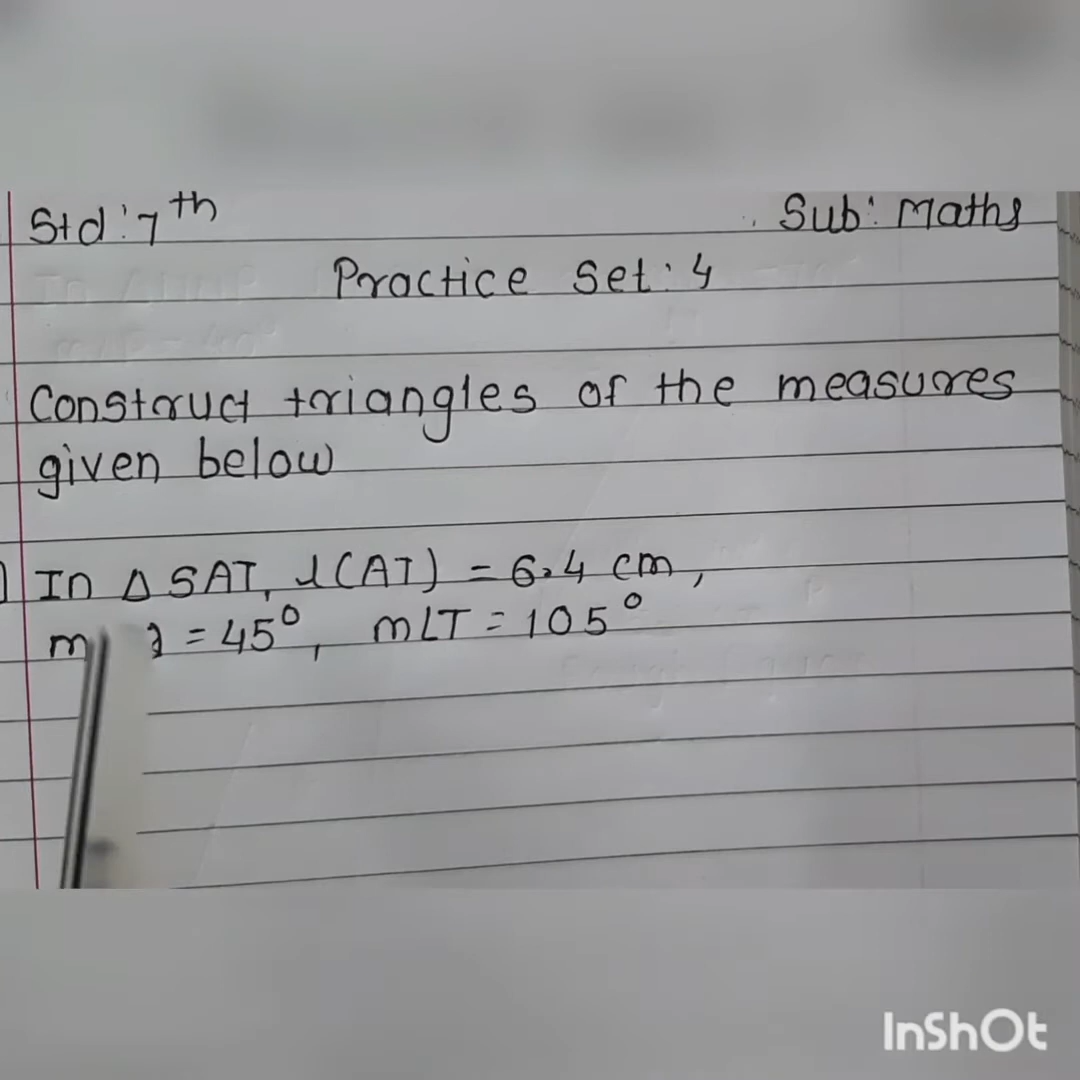 Std: 7th Sub: Maths
Practice Set: 4
Construct triangles of the measures
given below
In Δ SAT, l(AT) = 6.4 cm,
m = 45°, m∠T = 105°
InShOt